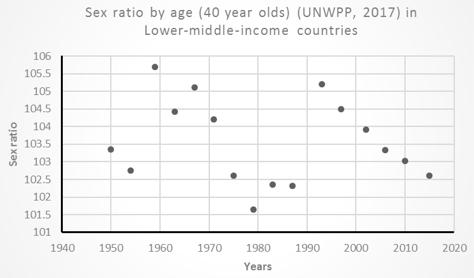 Sex ratio by age (40 year olds) (UNWPP, 2017) in
Lower-middle-income countries
106
105.5
105
104.5
104
103.5
103
102.5
102
101.5
101
Sex ratio
1940 1950 1960 1970 1980 1990 2000 2010 2020
Years